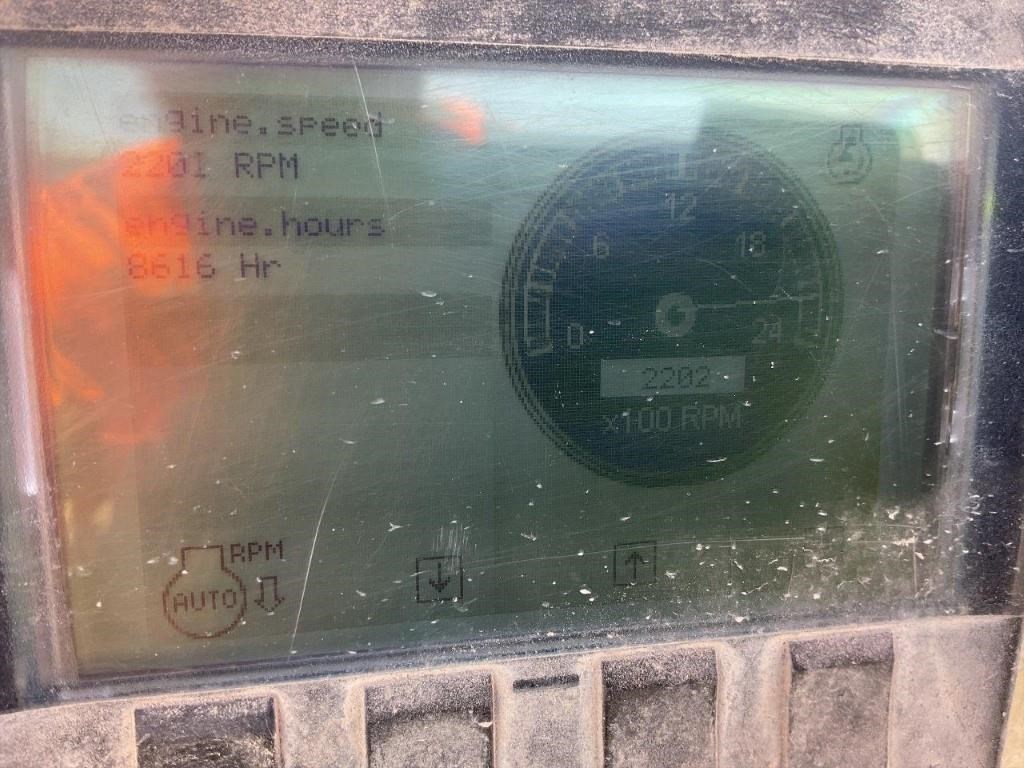 engine.speed
2201 RPM
engine.hours
8616 Hr
6
12
18
0
24
2202
x100 RPM
RPM
AUTO